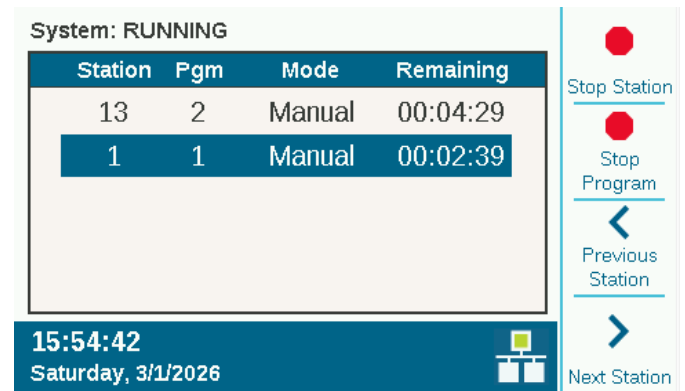 System: RUNNING
Station Pgm Mode Remaining
13 2 Manual 00:04:29
1 1 Manual 00:02:39
15:54:42
Saturday, 3/1/2026
Stop Station
Stop
Program
Previous
Station
Next Station